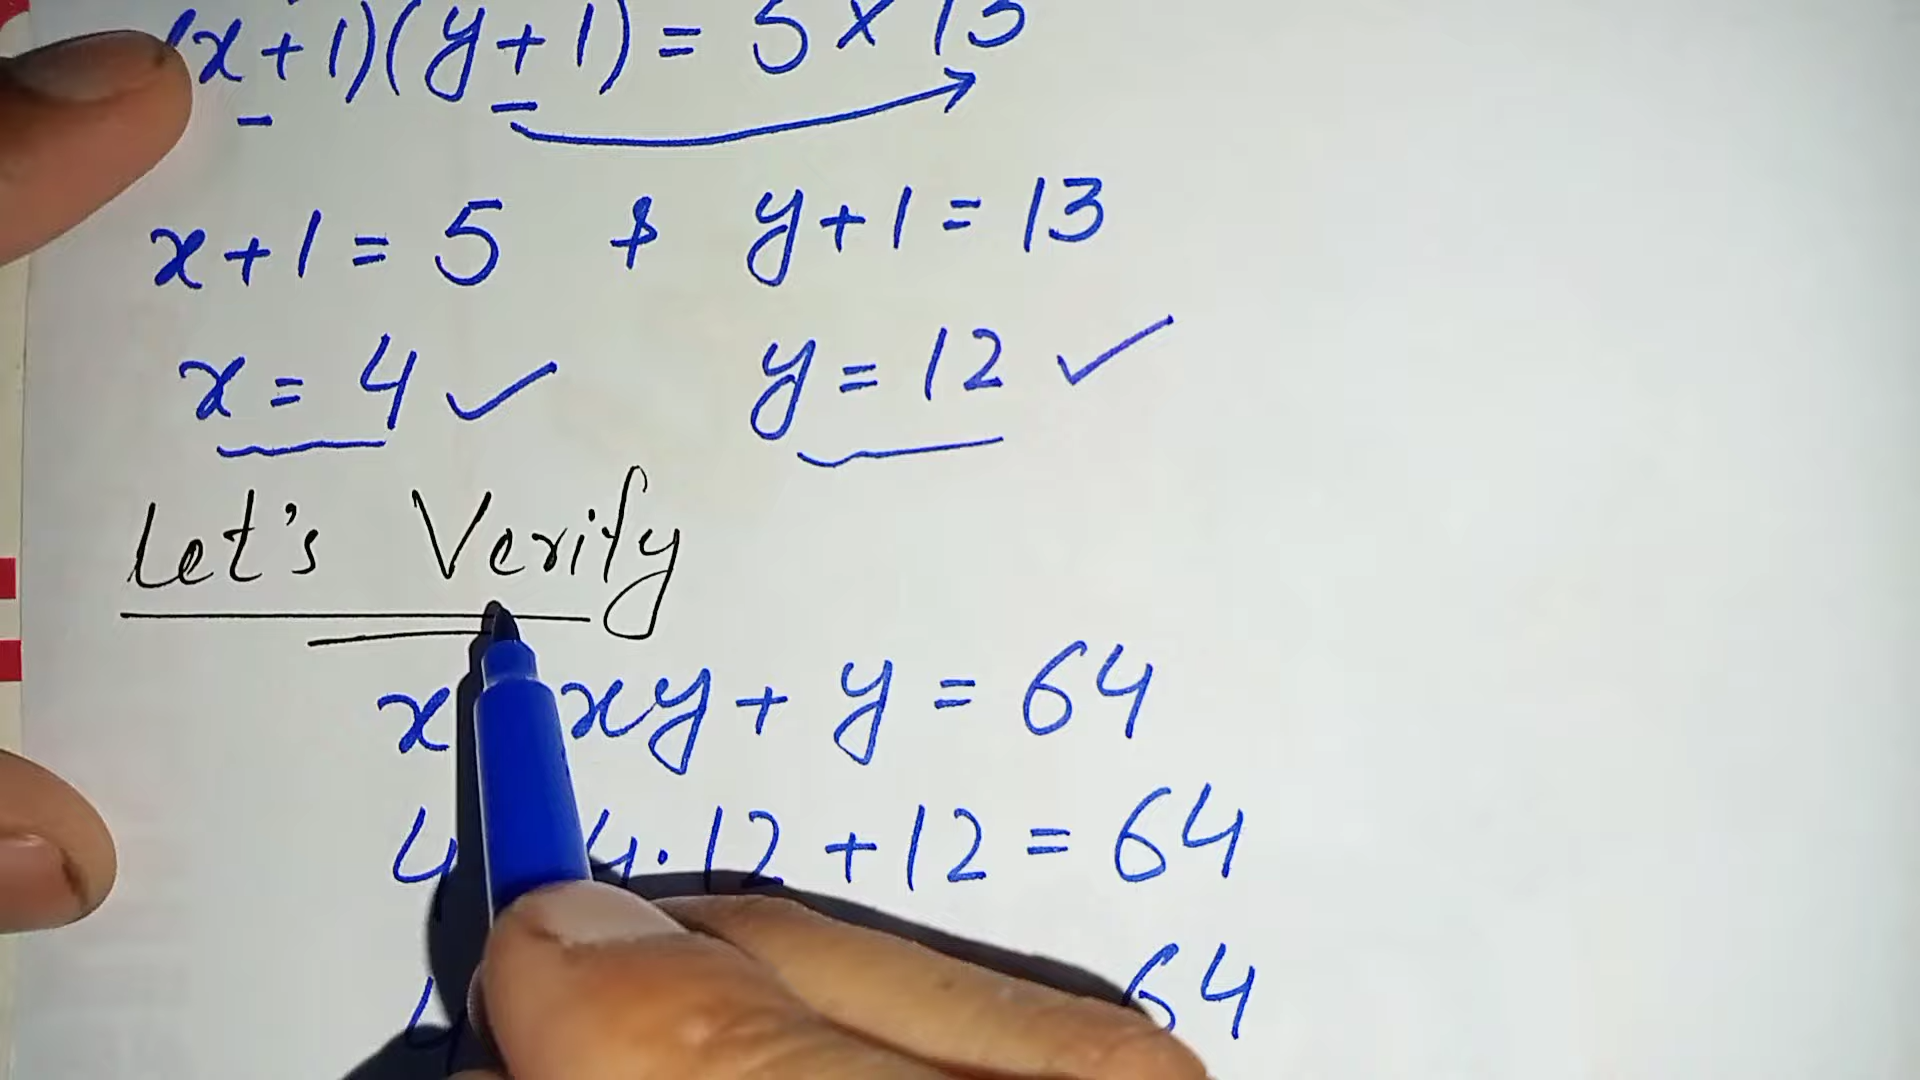 (x+1)(y+1) = 5 × 13
x+1 = 5 & y+1 = 13
x = 4 ✓ y = 12 ✓
Let's Verify
x xy + y = 64
4 4·12 + 12 = 64
64